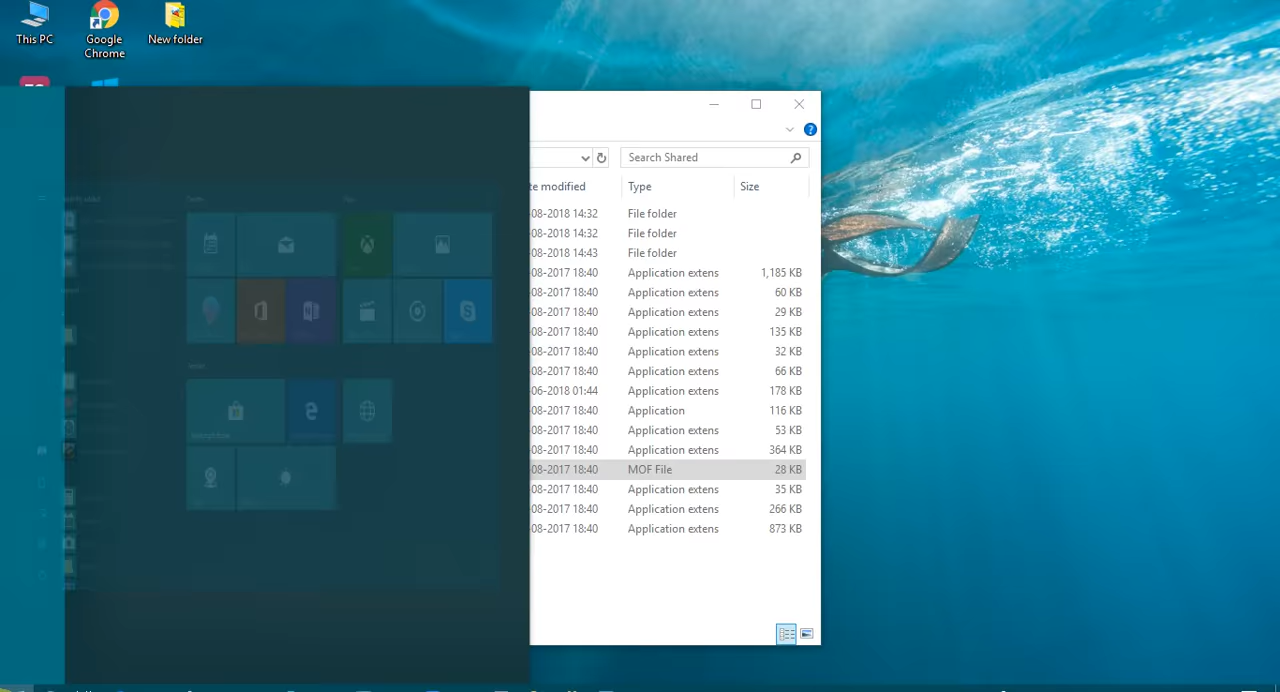 This PC
Google
Chrome
New folder
?
Search Shared
te modified Type Size
-08-2018 14:32 File folder
-08-2018 14:32 File folder
-08-2018 14:43 File folder
-08-2017 18:40 Application extens 1,185 KB
-08-2017 18:40 Application extens 60 KB
-08-2017 18:40 Application extens 29 KB
-08-2017 18:40 Application extens 135 KB
-08-2017 18:40 Application extens 32 KB
-08-2017 18:40 Application extens 66 KB
-06-2018 01:44 Application extens 178 KB
-08-2017 18:40 Application 116 KB
-08-2017 18:40 Application extens 53 KB
-08-2017 18:40 Application extens 364 KB
-08-2017 18:40 MOF File 28 KB
-08-2017 18:40 Application extens 35 KB
-08-2017 18:40 Application extens 266 KB
-08-2017 18:40 Application extens 873 KB